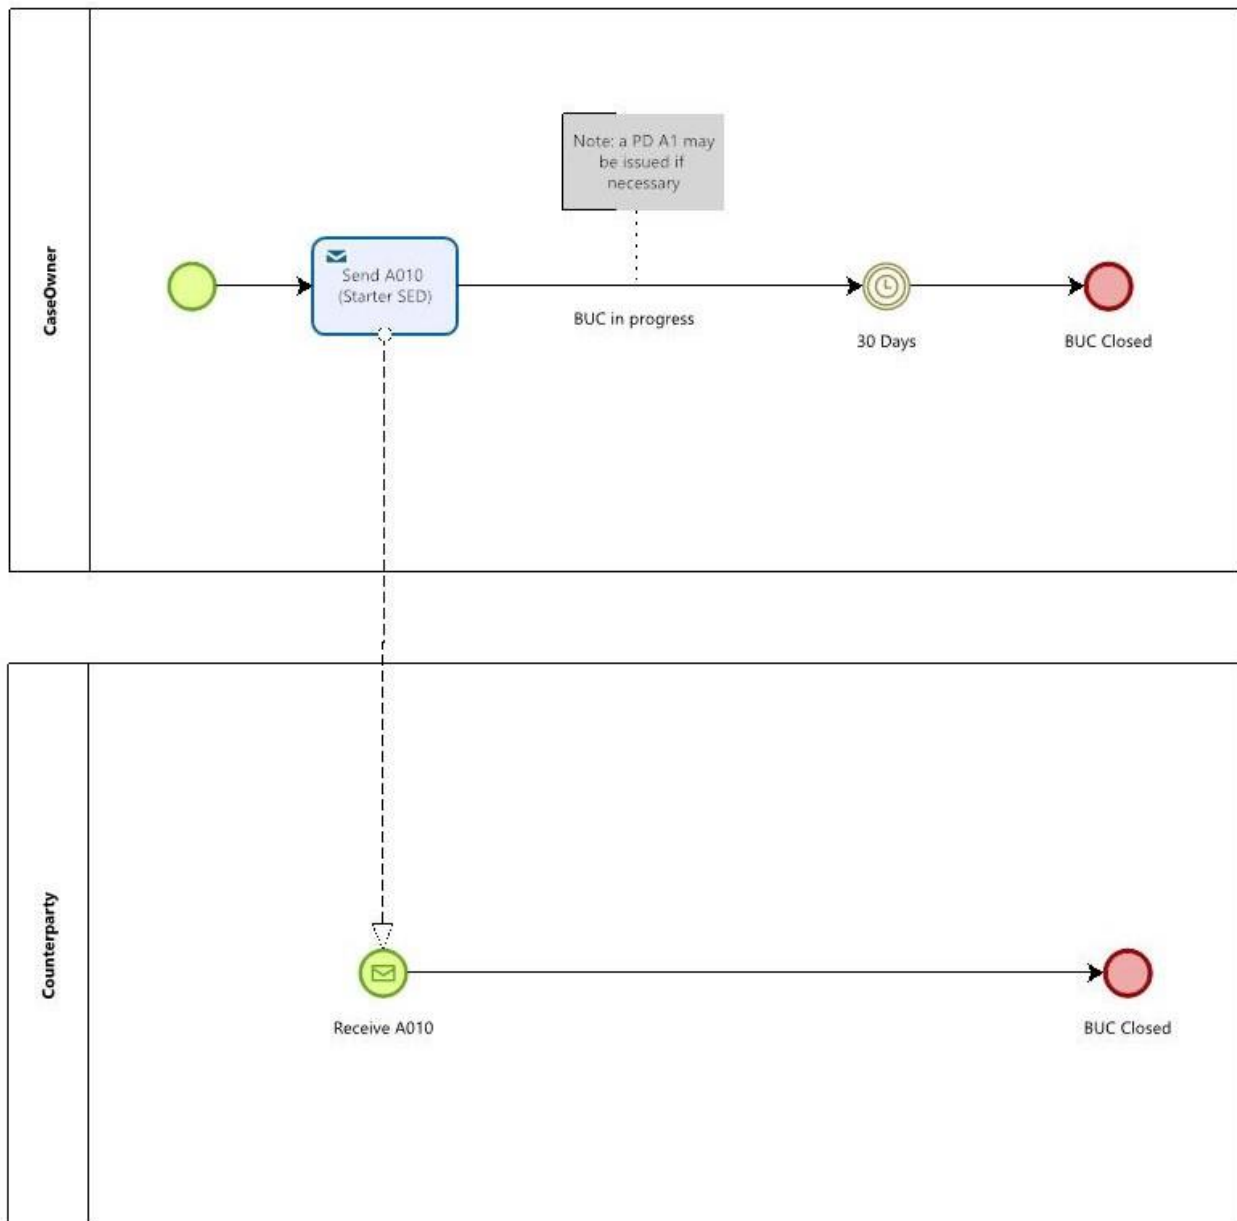 CaseOwner
Note: a PD A1 may
be issued if
necessary
Send A010
(Starter SED)
BUC in progress
30 Days
BUC Closed
Counterparty
Receive A010
BUC Closed